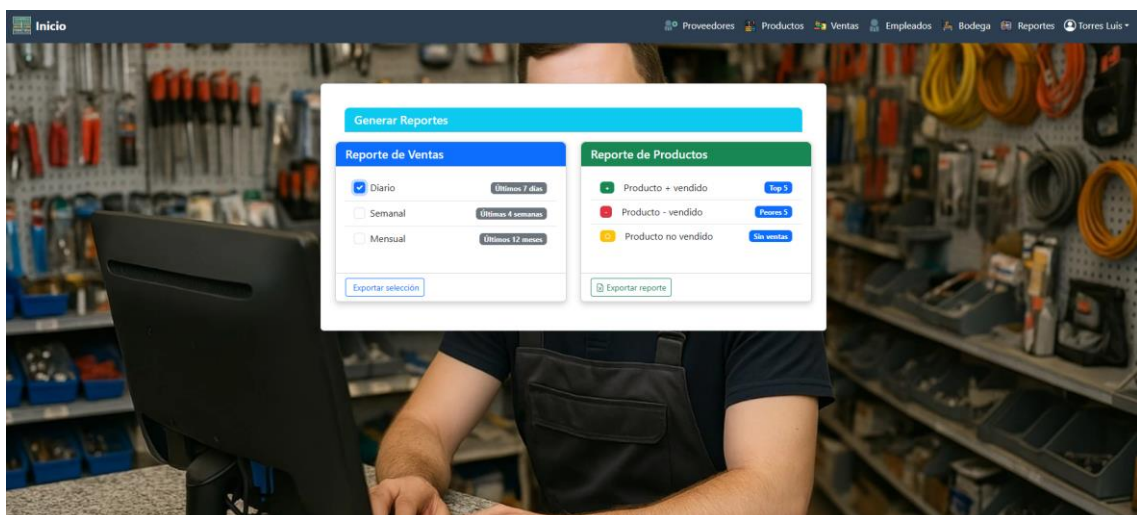 Inicio
Proveedores Productos Ventas Empleados Bodega Reportes Torres Luis
Generar Reportes
Reporte de Ventas
Diario Últimos 7 días
Semanal Últimas 4 semanas
Mensual Últimos 12 meses
Exportar selección
Reporte de Productos
+ Producto + vendido Top 5
- Producto - vendido Peores 5
Producto no vendido Sin ventas
Exportar reporte